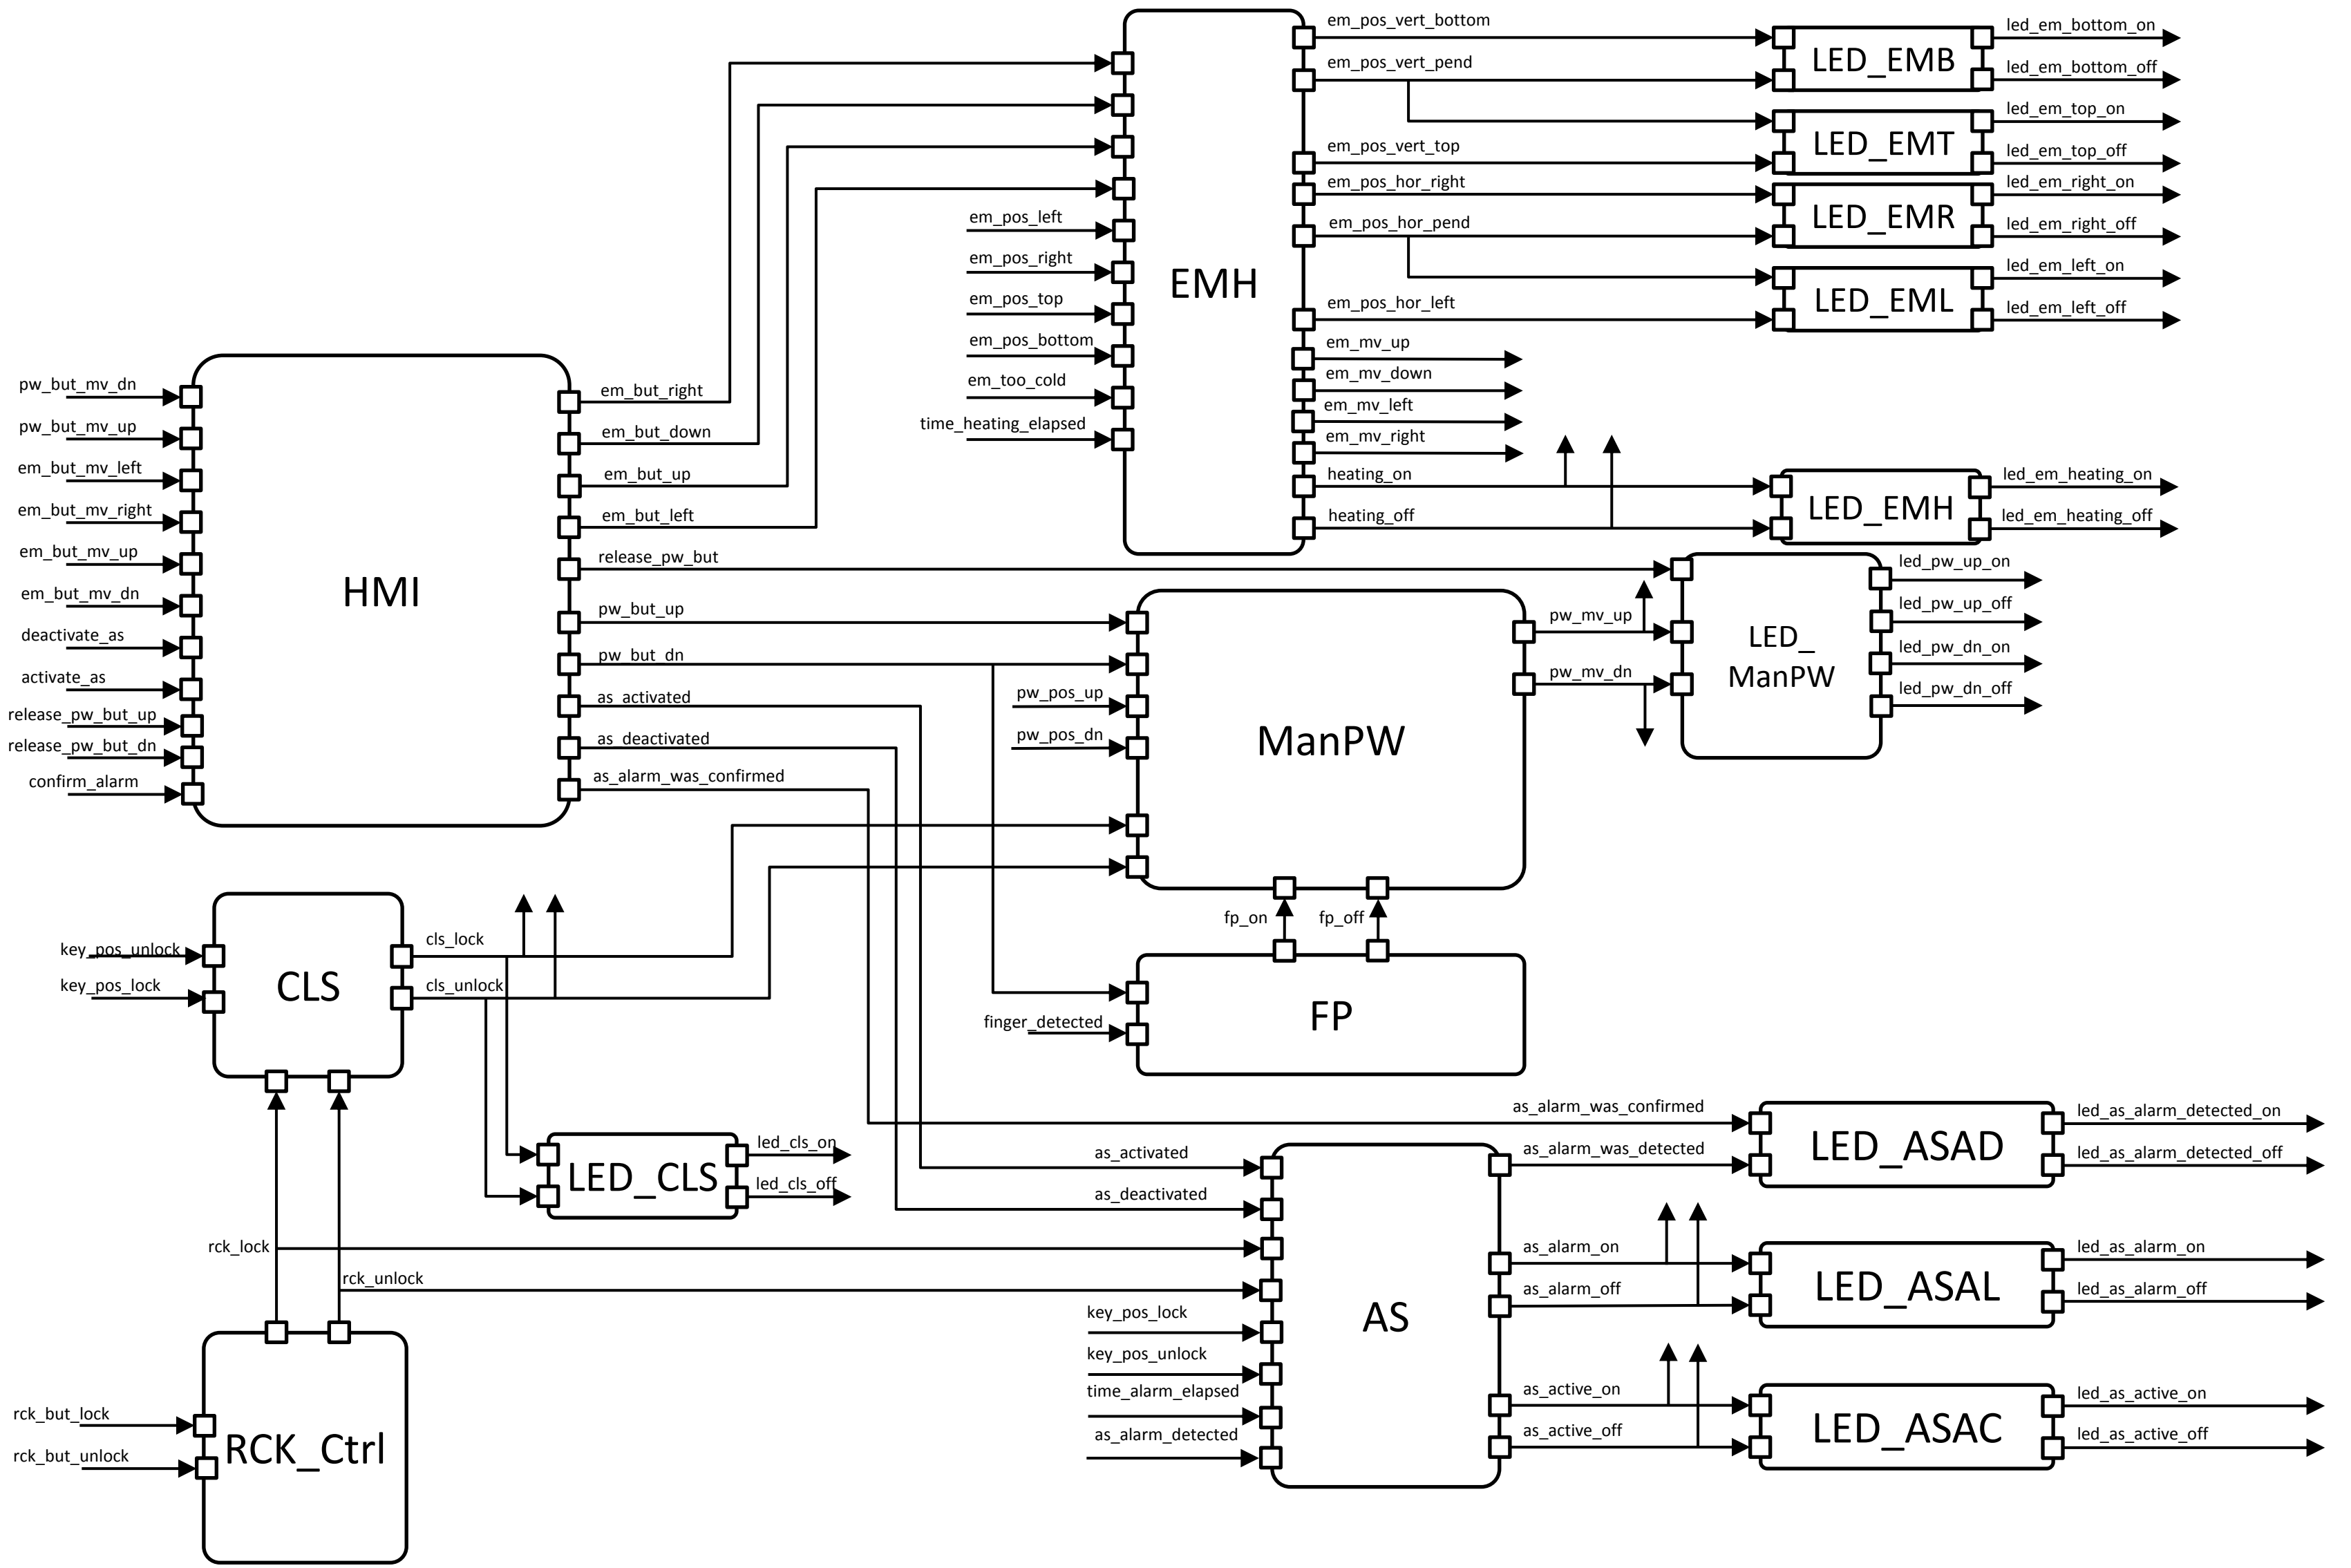 em_pos_vert_bottom
led_em_bottom_on
em_pos_vert_pend
LED_EMB
led_em_bottom_off
led_em_top_on
em_pos_vert_top
LED_EMT
led_em_top_off
em_pos_hor_right
led_em_right_on
em_pos_left
em_pos_hor_pend
LED_EMR
led_em_right_off
em_pos_right
EMH
led_em_left_on
em_pos_top
em_pos_hor_left
LED_EML
led_em_left_off
em_pos_bottom
em_mv_up
em_too_cold
em_mv_down
time_heating_elapsed
em_mv_left
em_mv_right
heating_on
led_em_heating_on
heating_off
LED_EMH
led_em_heating_off
pw_but_mv_dn
em_but_right
pw_but_mv_up
em_but_down
em_but_mv_left
em_but_up
em_but_mv_right
em_but_left
em_but_mv_up
release_pw_but
led_pw_up_on
HMI
em_but_mv_dn
pw_but_up
pw_mv_up
led_pw_up_off
deactivate_as
pw_but_dn
LED_
ManPW
led_pw_dn_on
activate_as
as_activated
pw_pos_up
pw_mv_dn
led_pw_dn_off
release_pw_but_up
as_deactivated
pw_pos_dn
ManPW
release_pw_but_dn
as_alarm_was_confirmed
confirm_alarm
fp_on
fp_off
key_pos_unlock
cls_lock
key_pos_lock
CLS
cls_unlock
finger_detected
FP
as_alarm_was_confirmed
led_as_alarm_detected_on
led_cls_on
as_activated
as_alarm_was_detected
LED_ASAD
led_as_alarm_detected_off
LED_CLS
led_cls_off
as_deactivated
rck_lock
as_alarm_on
led_as_alarm_on
rck_unlock
as_alarm_off
LED_ASAL
led_as_alarm_off
key_pos_lock
AS
key_pos_unlock
time_alarm_elapsed
as_active_on
led_as_active_on
rck_but_lock
as_alarm_detected
as_active_off
LED_ASAC
led_as_active_off
rck_but_unlock
RCK_Ctrl